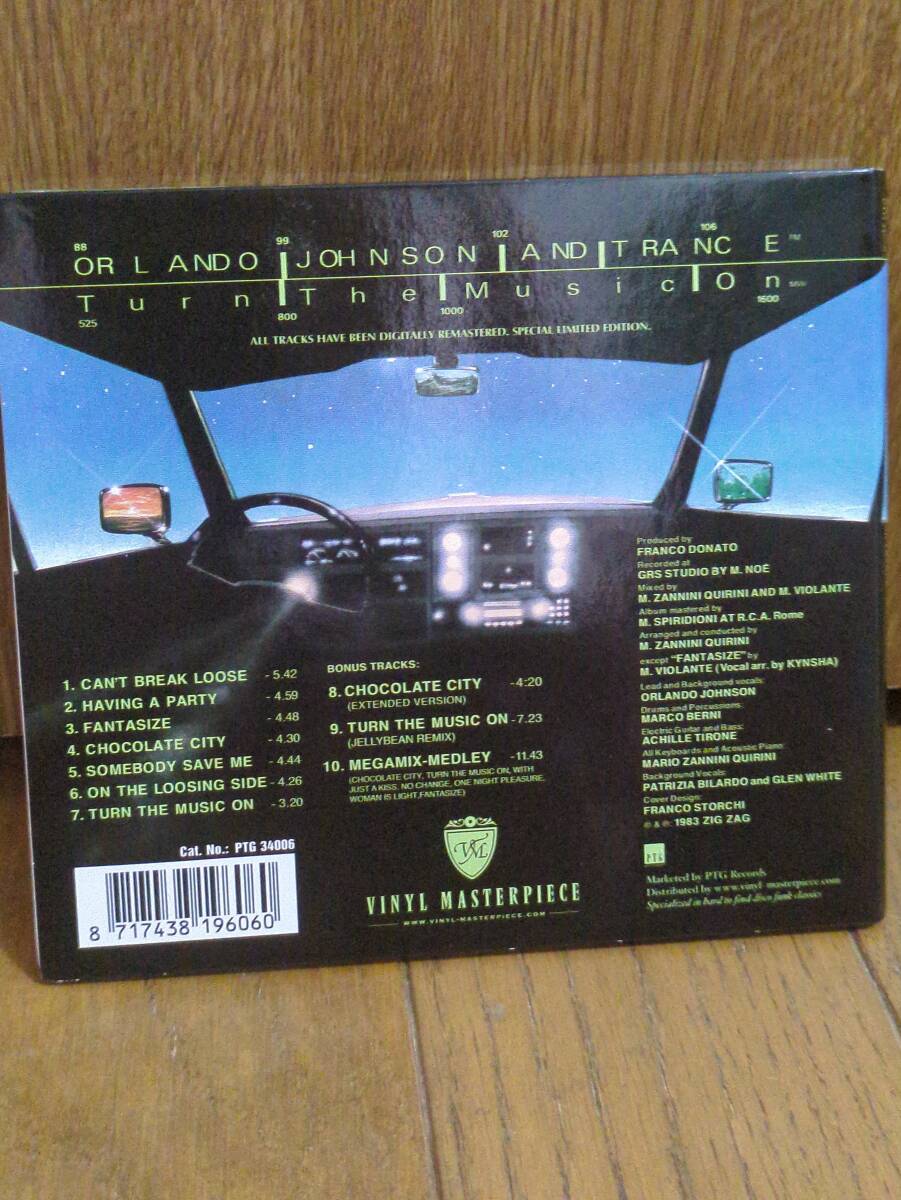 88 99 102 106
ORLANDO JOHNSON AND TRANCE™
Turn The Music On
525 800 1000 1600
ALL TRACKS HAVE BEEN DIGITALLY REMASTERED. SPECIAL LIMITED EDITION.
1. CAN'T BREAK LOOSE - 5.42
2. HAVING A PARTY - 4.59
3. FANTASIZE - 4.48
4. CHOCOLATE CITY - 4.30
5. SOMEBODY SAVE ME - 4.44
6. ON THE LOOSING SIDE - 4.26
7. TURN THE MUSIC ON - 3.20
BONUS TRACKS:
8. CHOCOLATE CITY -4:20
(EXTENDED VERSION)
9. TURN THE MUSIC ON -7.23
(JELLYBEAN REMIX)
10. MEGAMIX-MEDLEY -11.43
(CHOCOLATE CITY, TURN THE MUSIC ON, WITH
JUST A KISS, NO CHANGE, ONE NIGHT PLEASURE.
WOMAN IS LIGHT,FANTASIZE)
Produced by
FRANCO DONATO
Recorded at
GRS STUDIO BY M. NOÉ
Mixed by
M. ZANNINI QUIRINI AND M. VIOLANTE
Album mastered by
M. SPIRIDIONI AT R.C.A. Rome
Arranged and conducted by
M. ZANNINI QUIRINI
except "FANTASIZE" by
M. VIOLANTE (Vocal arr. by KYNSHA)
Lead and Background vocals:
ORLANDO JOHNSON
Drums and Percussions:
MARCO BERNI
Electric Guitar and Bass:
ACHILLE TIRONE
All Keyboards and Acoustic Piano:
MARIO ZANNINI QUIRINI
Background Vocals:
PATRIZIA BILARDO and GLEN WHITE
Cover Design:
FRANCO STORCHI
© & ℗: 1983 ZIG ZAG
PTG
Marketed by PTG Records
Distributed by www.vinyl-masterpiece.com
Specialized in hard to find disco funk classics
Cat. No.: PTG 34006
8 717438 196060
VM
VINYL MASTERPIECE
WWW.VINYL-MASTERPIECE.COM